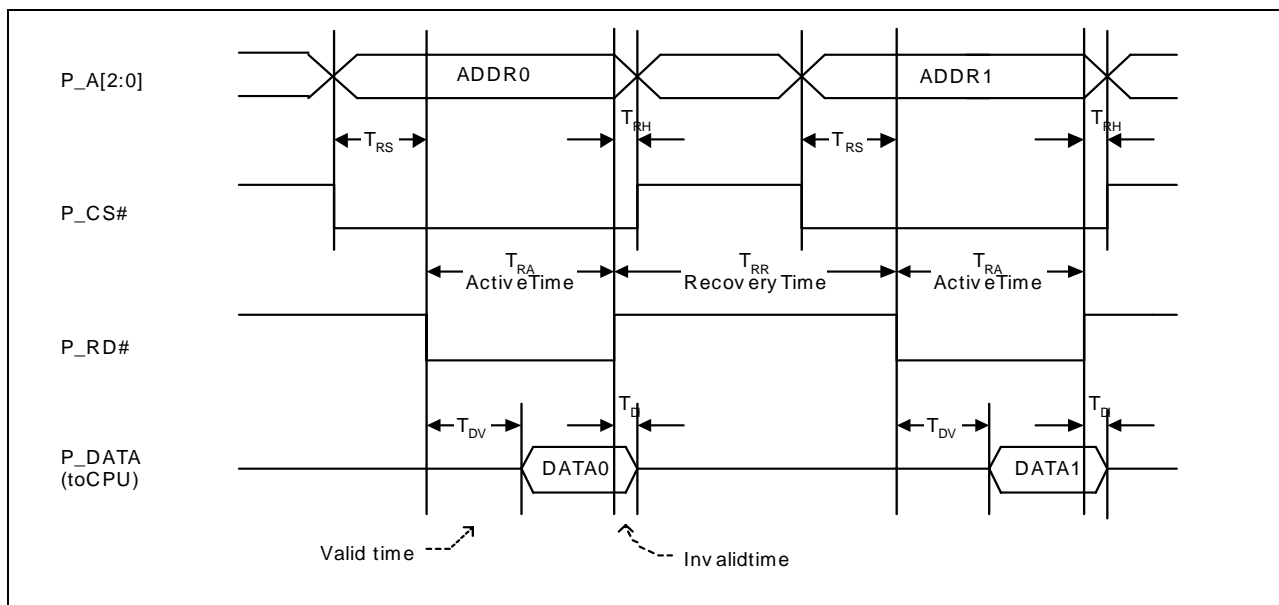 P_A[2:0]
ADDR0
ADDR1
TRS
TRH
TRS
TRH
P_CS#
TRA
ActiveTime
TRR
RecoveryTime
TRA
ActiveTime
P_RD#
TDV
TDI
TDV
TDI
P_DATA
(toCPU)
DATA0
DATA1
Valid time
Invalidtime